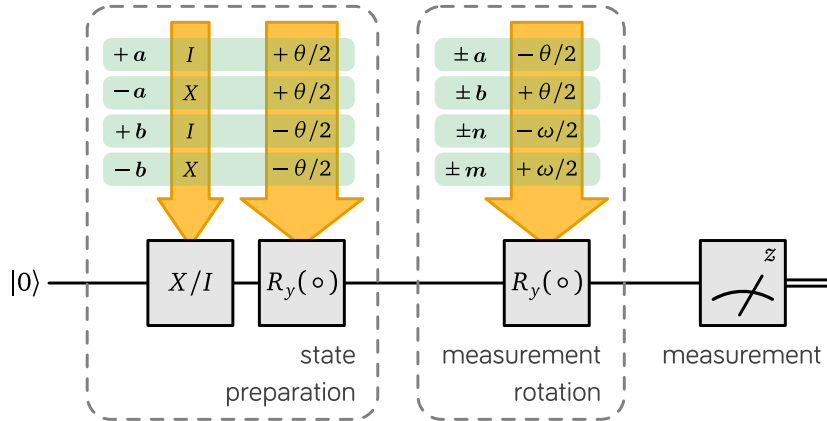 +a I +θ/2
−a X +θ/2
+b I −θ/2
−b X −θ/2
±a −θ/2
±b +θ/2
±n −ω/2
±m +ω/2
|0⟩ X/I R_y(∘) R_y(∘) z
state
preparation
measurement
rotation
measurement